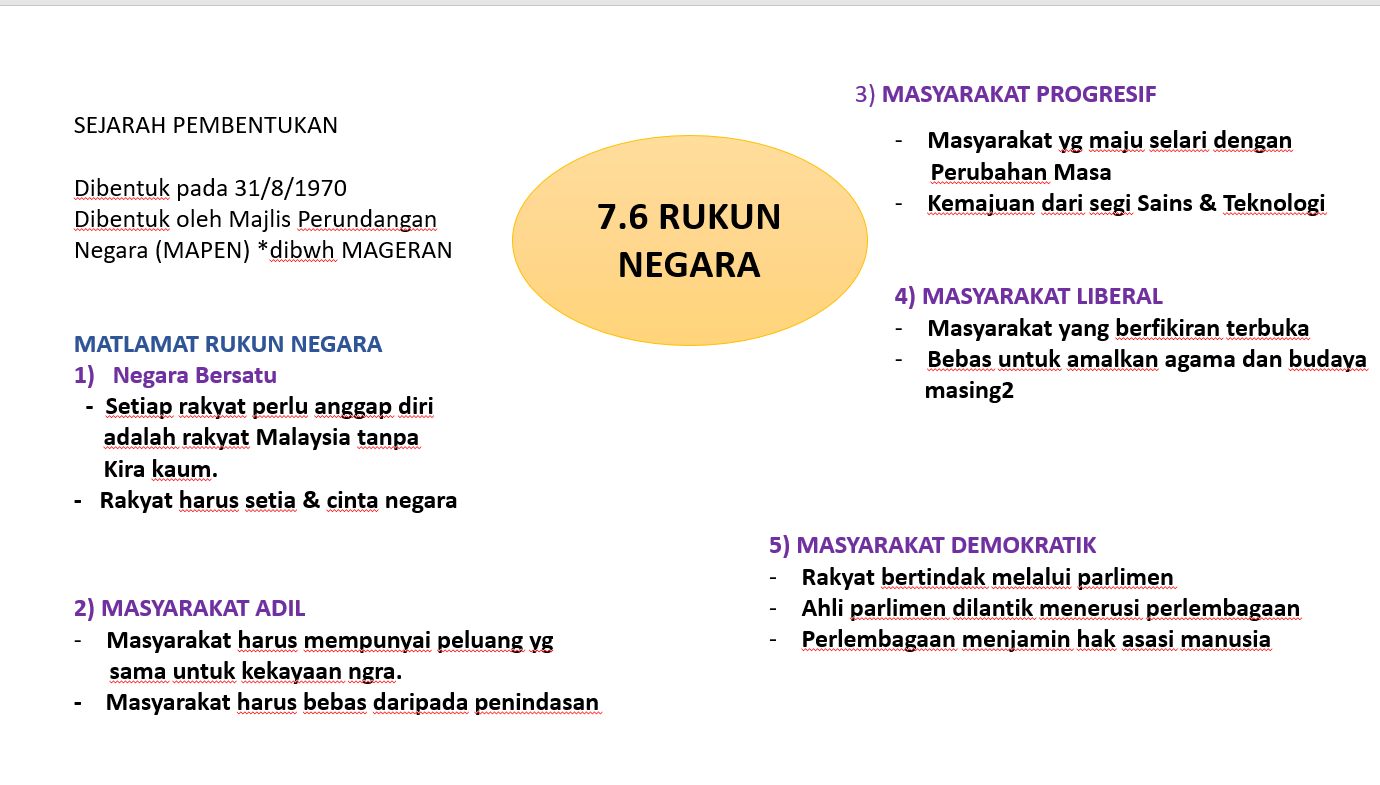 7.6 RUKUN
NEGARA
SEJARAH PEMBENTUKAN
Dibentuk pada 31/8/1970
Dibentuk oleh Majlis Perundangan
Negara (MAPEN) *dibwh MAGERAN
MATLAMAT RUKUN NEGARA
1) Negara Bersatu
- Setiap rakyat perlu anggap diri
adalah rakyat Malaysia tanpa
Kira kaum.
- Rakyat harus setia & cinta negara
2) MASYARAKAT ADIL
- Masyarakat harus mempunyai peluang yg
sama untuk kekayaan ngra.
- Masyarakat harus bebas daripada penindasan
3) MASYARAKAT PROGRESIF
- Masyarakat yg maju selari dengan
Perubahan Masa
- Kemajuan dari segi Sains & Teknologi
4) MASYARAKAT LIBERAL
- Masyarakat yang berfikiran terbuka
- Bebas untuk amalkan agama dan budaya
masing2
5) MASYARAKAT DEMOKRATIK
- Rakyat bertindak melalui parlimen
- Ahli parlimen dilantik menerusi perlembagaan
- Perlembagaan menjamin hak asasi manusia